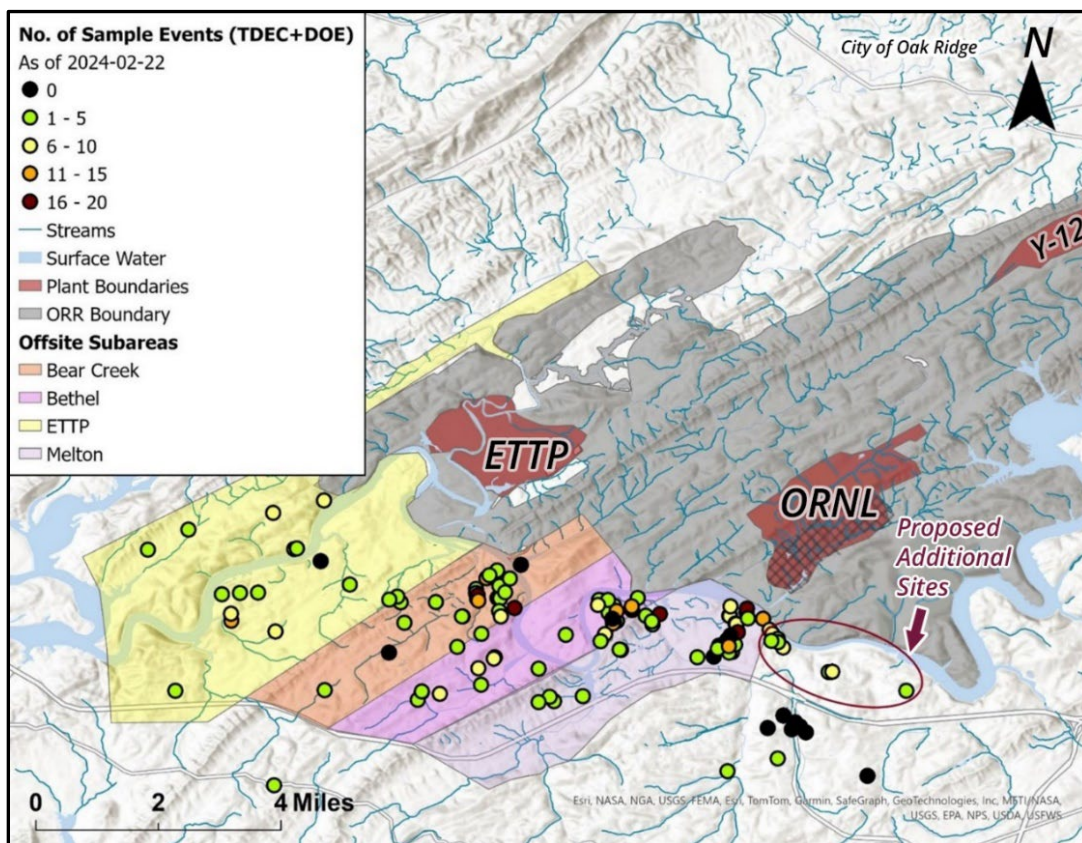 No. of Sample Events (TDEC+DOE)
As of 2024-02-22
0
1 - 5
6 - 10
11 - 15
16 - 20
Streams
Surface Water
Plant Boundaries
ORR Boundary
Offsite Subareas
Bear Creek
Bethel
ETTP
Melton
City of Oak Ridge
N
Y-12
ETTP
ORNL
Proposed
Additional
Sites
0 2 4 Miles
Esri, NASA, NGA, USGS, FEMA, Esri, TomTom, Garmin, SafeGraph, GeoTechnologies, Inc, METI/NASA,
USGS, EPA, NPS, USDA, USFWS